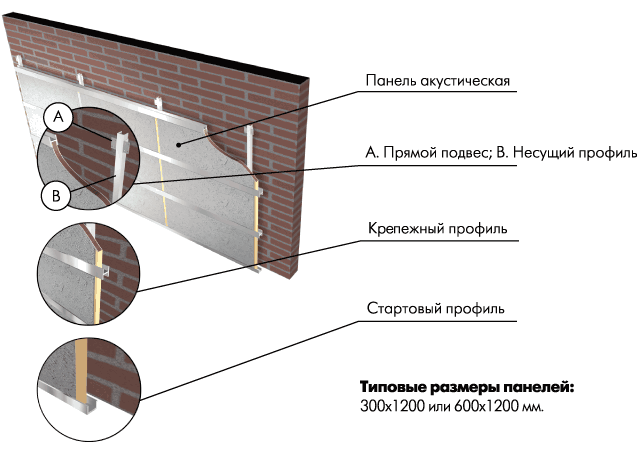 Панель акустическая
A
А. Прямой подвес; В. Несущий профиль
B
Крепежный профиль
Стартовый профиль
Типовые размеры панелей:
300х1200 или 600х1200 мм.